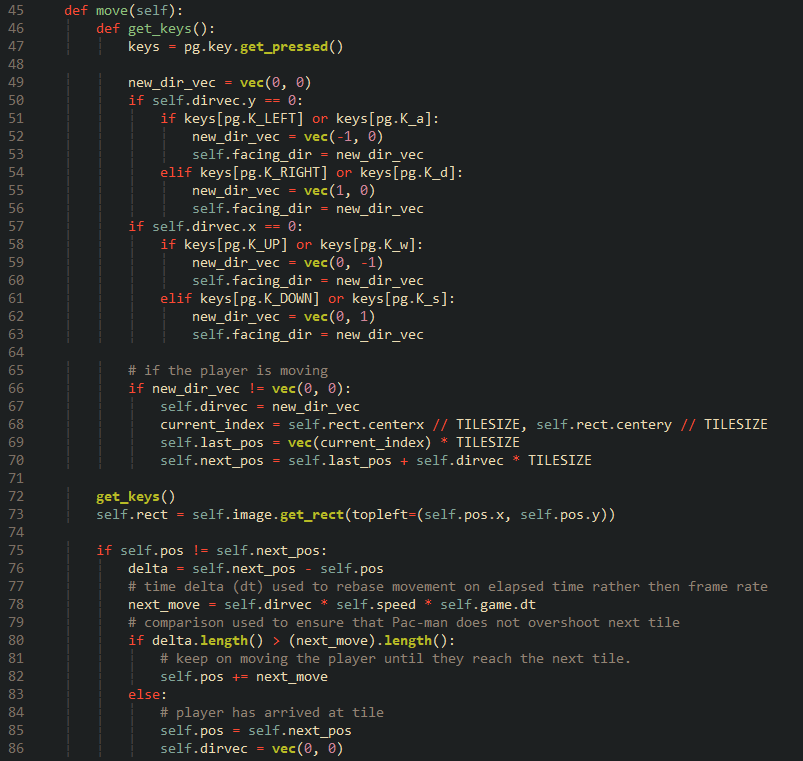 45 def move(self):
46 def get_keys():
47 keys = pg.key.get_pressed()
48
49 new_dir_vec = vec(0, 0)
50 if self.dirvec.y == 0:
51 if keys[pg.K_LEFT] or keys[pg.K_a]:
52 new_dir_vec = vec(-1, 0)
53 self.facing_dir = new_dir_vec
54 elif keys[pg.K_RIGHT] or keys[pg.K_d]:
55 new_dir_vec = vec(1, 0)
56 self.facing_dir = new_dir_vec
57 if self.dirvec.x == 0:
58 if keys[pg.K_UP] or keys[pg.K_w]:
59 new_dir_vec = vec(0, -1)
60 self.facing_dir = new_dir_vec
61 elif keys[pg.K_DOWN] or keys[pg.K_s]:
62 new_dir_vec = vec(0, 1)
63 self.facing_dir = new_dir_vec
64
65 # if the player is moving
66 if new_dir_vec != vec(0, 0):
67 self.dirvec = new_dir_vec
68 current_index = self.rect.centerx // TILESIZE, self.rect.centery // TILESIZE
69 self.last_pos = vec(current_index) * TILESIZE
70 self.next_pos = self.last_pos + self.dirvec * TILESIZE
71
72 get_keys()
73 self.rect = self.image.get_rect(topleft=(self.pos.x, self.pos.y))
74
75 if self.pos != self.next_pos:
76 delta = self.next_pos - self.pos
77 # time delta (dt) used to rebase movement on elapsed time rather then frame rate
78 next_move = self.dirvec * self.speed * self.game.dt
79 # comparison used to ensure that Pac-man does not overshoot next tile
80 if delta.length() > (next_move).length():
81 # keep on moving the player until they reach the next tile.
82 self.pos += next_move
83 else:
84 # player has arrived at tile
85 self.pos = self.next_pos
86 self.dirvec = vec(0, 0)